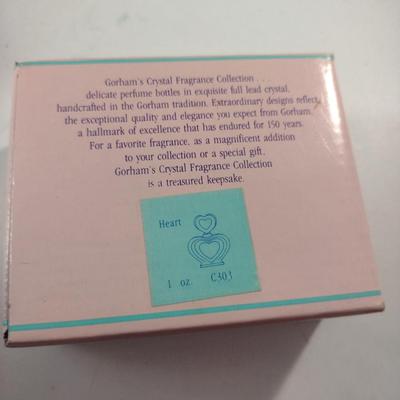 Gorham's Crystal Fragrance Collection . . .
delicate perfume bottles in exquisite full lead crystal,
handcrafted in the Gorham tradition. Extraordinary designs reflect
the exceptional quality and elegance you expect from Gorham,
a hallmark of excellence that has endured for 150 years.
For a favorite fragrance, as a magnificent addition
to your collection or a special gift,
Gorham's Crystal Fragrance Collection
is a treasured keepsake.
Heart
1 oz. C303